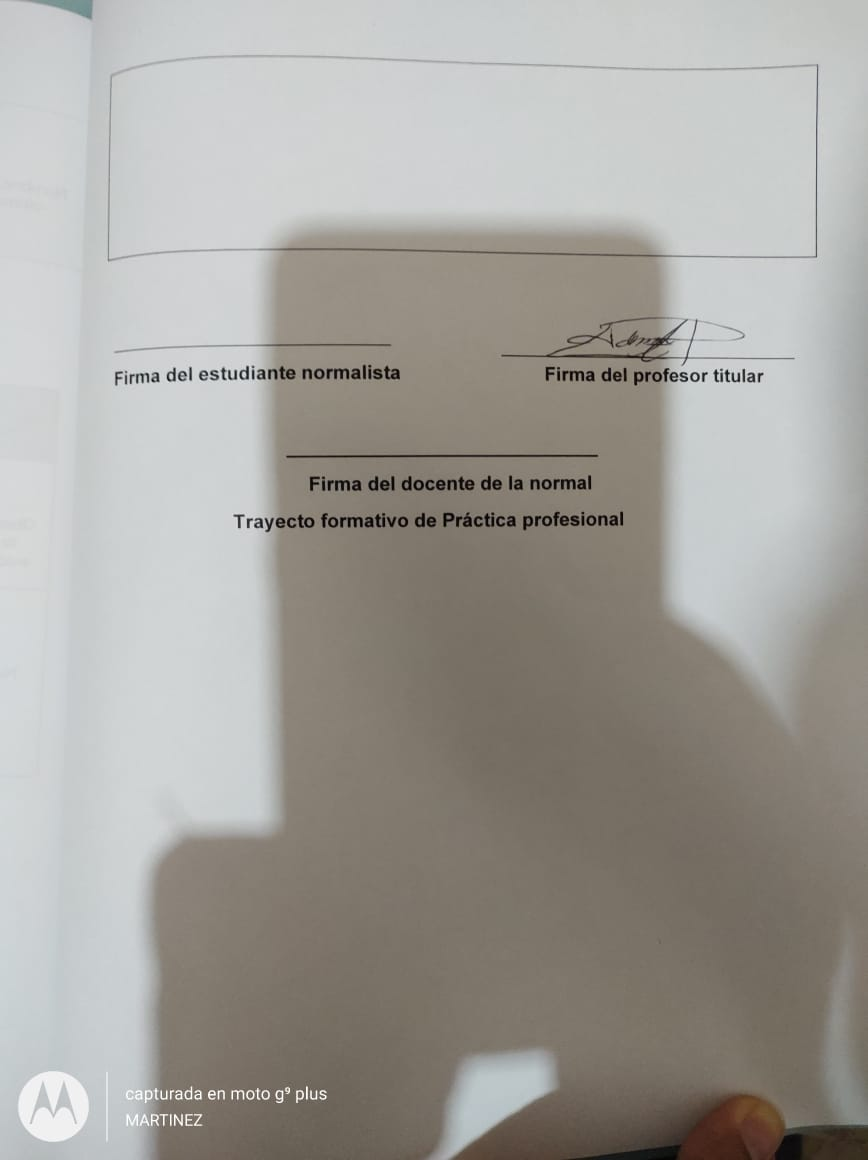 Firma del estudiante normalista
Firma del profesor titular
Firma del docente de la normal
Trayecto formativo de Práctica profesional
capturada en moto g⁹ plus
MARTINEZ